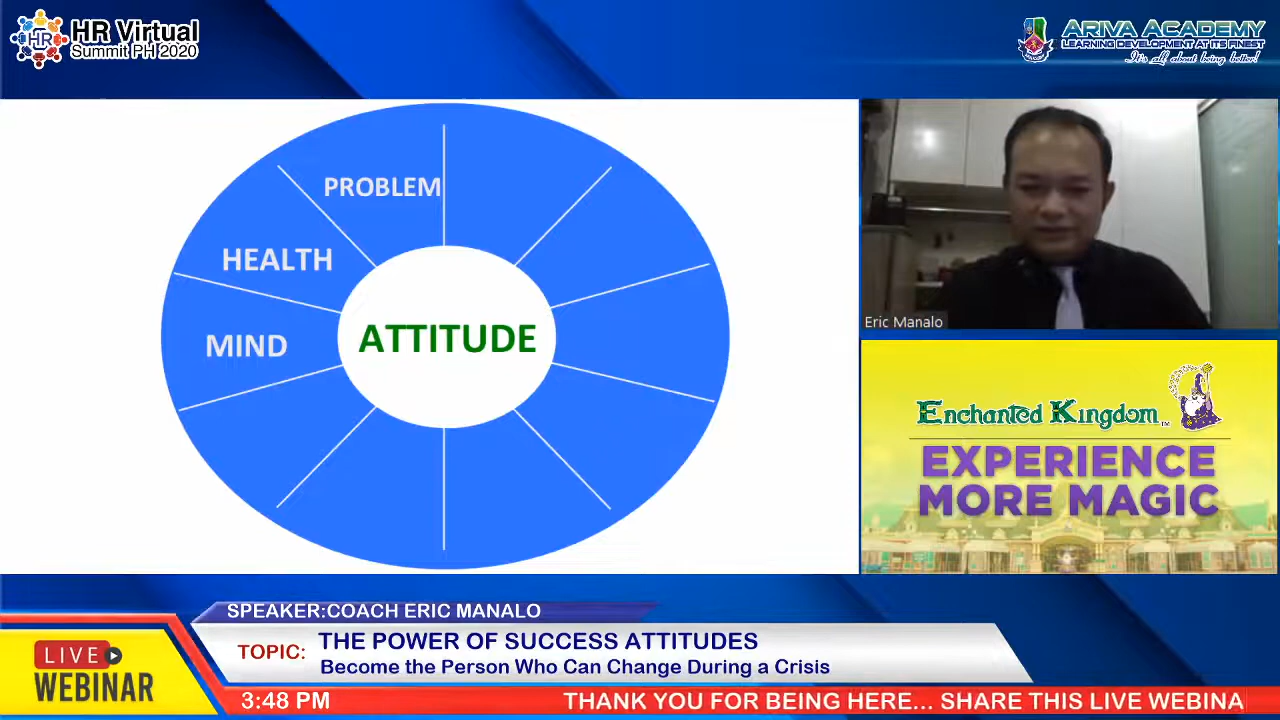 HR
HR Virtual
Summit PH 2020
ARIVA ACADEMY
LEARNING DEVELOPMENT AT ITS FINEST
It's all about being better!
PROBLEM
HEALTH
MIND
ATTITUDE
Eric Manalo
Enchanted Kingdom TM
EXPERIENCE
MORE MAGIC
SPEAKER:COACH ERIC MANALO
TOPIC:
THE POWER OF SUCCESS ATTITUDES
Become the Person Who Can Change During a Crisis
LIVE
WEBINAR
3:48 PM
THANK YOU FOR BEING HERE... SHARE THIS LIVE WEBINA